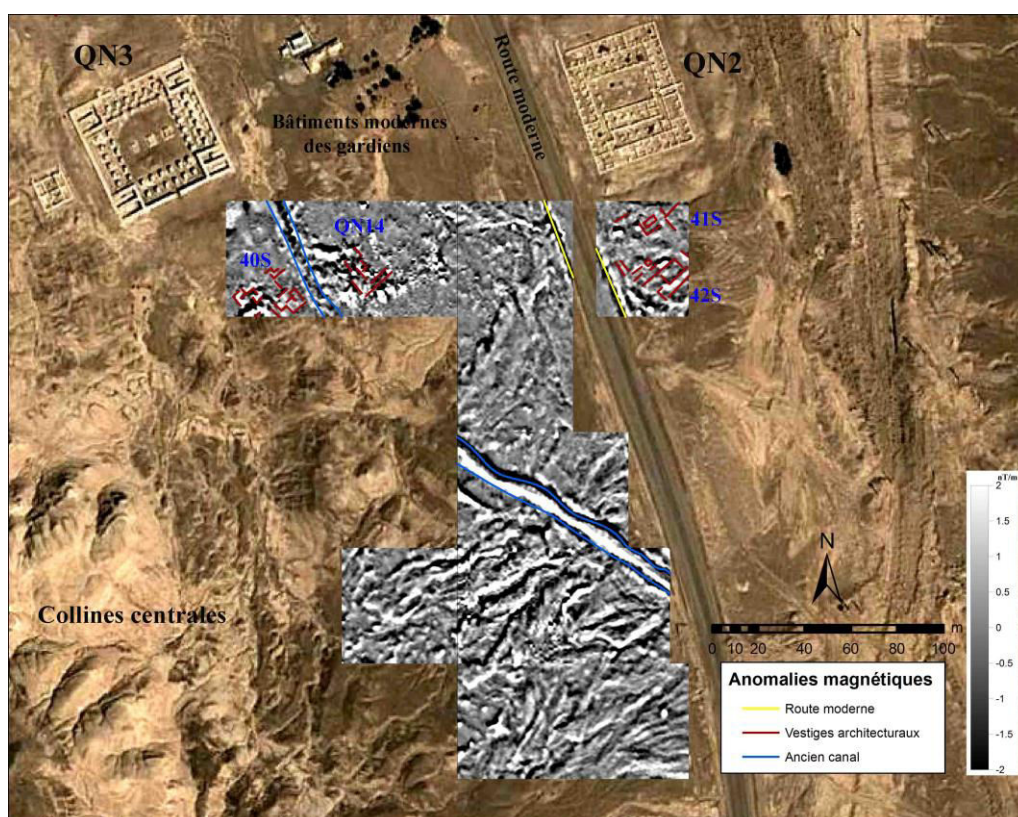 QN3
QN2
Route moderne
Bâtiments modernes
des gardiens
QN14
41S
40S
42S
nT/m
2
1.5
1
0.5
0
-0.5
-1
-1.5
-2
N
Collines centrales
m
0 10 20 40 60 80 100
Anomalies magnétiques
Route moderne
Vestiges architecturaux
Ancien canal